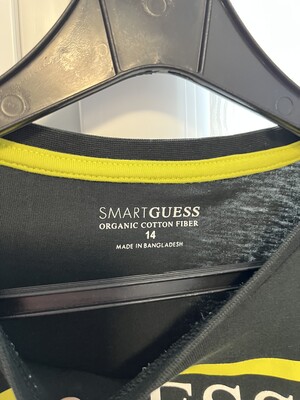 SMARTGUESS
ORGANIC COTTON FIBER
14
MADE IN BANGLADESH